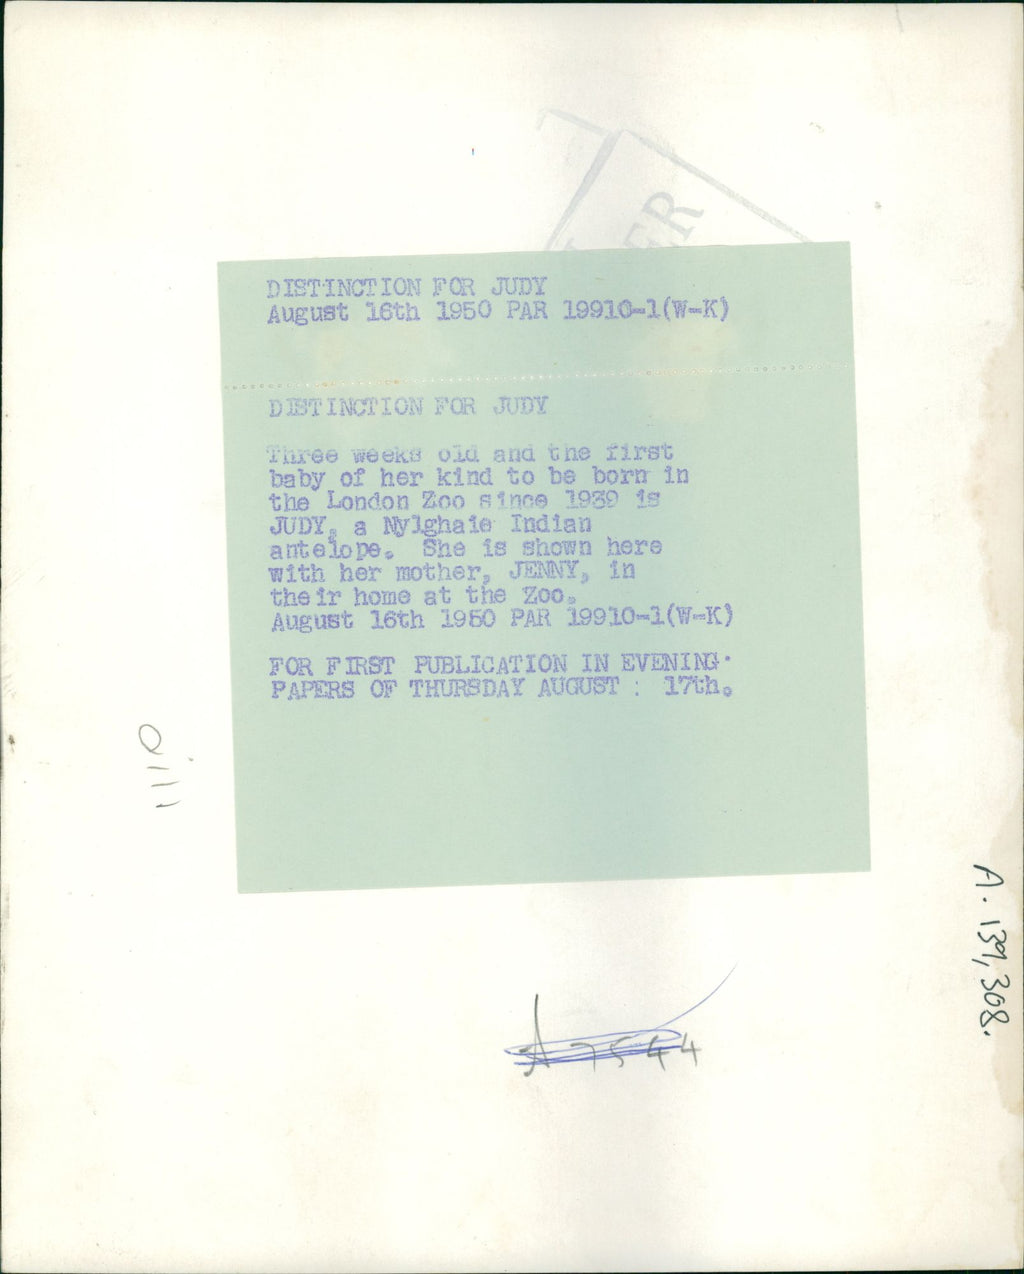 ER
DISTINCTION FOR JUDY
August 16th 1950 PAR 19910-1(W-K)
DISTINCTION FOR JUDY
Three weeks old and the first
baby of her kind to be born in
the London Zoo since 1939 is
JUDY, a Nylghaie Indian
antelope. She is shown here
with her mother, JENNY, in
their home at the Zoo.
August 16th 1950 PAR 19910-1(W-K)
FOR FIRST PUBLICATION IN EVENING
PAPERS OF THURSDAY AUGUST : 17th.
0111
A. 139,308.
A 7544